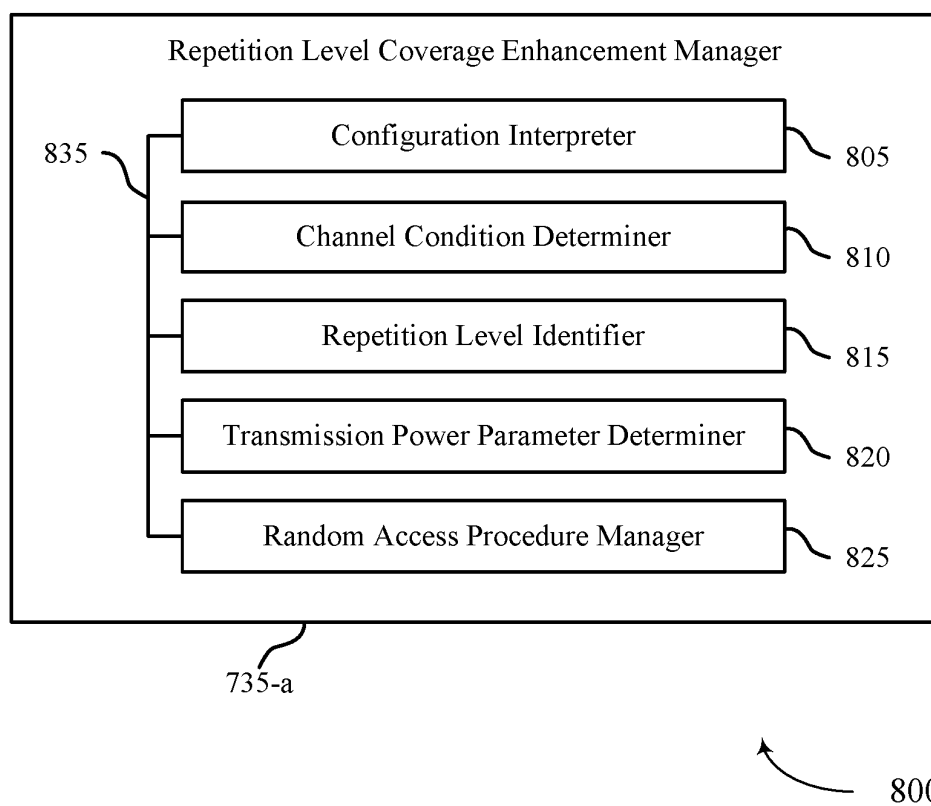 Repetition Level Coverage Enhancement Manager
Configuration Interpreter
835
805
Channel Condition Determiner
810
Repetition Level Identifier
815
Transmission Power Parameter Determiner
820
Random Access Procedure Manager
825
735-a
800